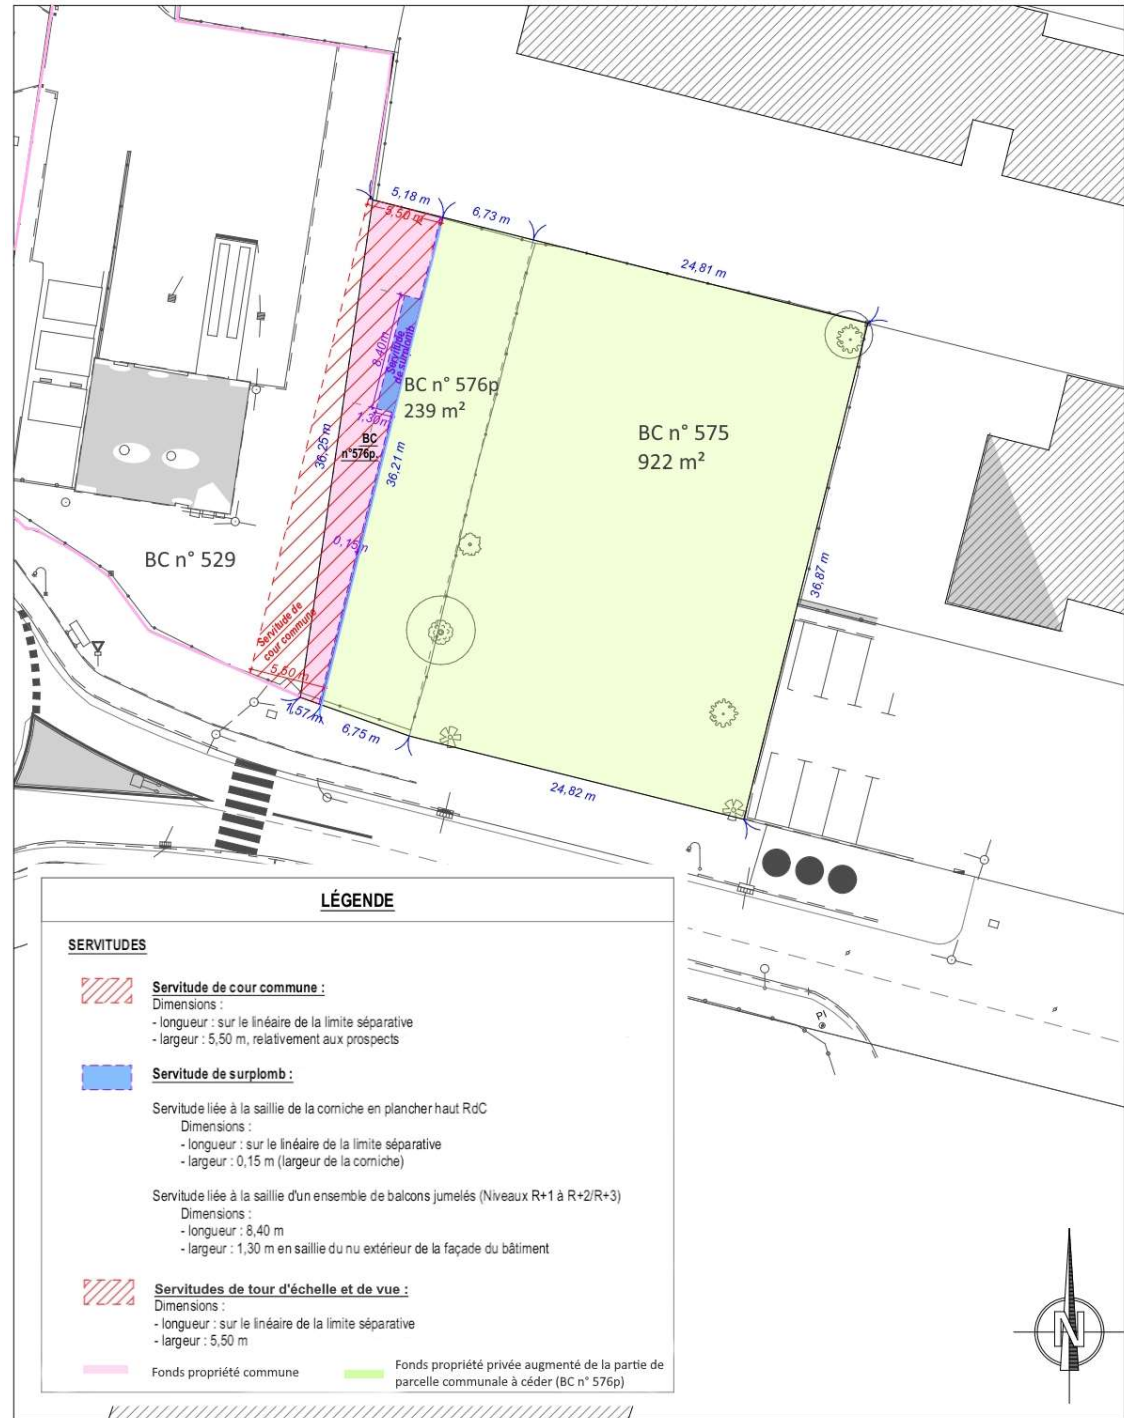 5,18 m
6,73 m
5,50 m
24,81 m
8,40m
Servitude
de surplomb
BC n° 576p
239 m²
1,30m
BC
n°576p
36,25 m
36,21 m
BC n° 575
922 m²
0,15m
BC n° 529
36,87 m
Servitude de
cour commune
5,50 m
1,57m
6,75 m
24,82 m
PI
LÉGENDE
SERVITUDES
Servitude de cour commune :
Dimensions :
- longueur : sur le linéaire de la limite séparative
- largeur : 5,50 m, relativement aux prospects
Servitude de surplomb :
Servitude liée à la saillie de la corniche en plancher haut RdC
Dimensions :
- longueur : sur le linéaire de la limite séparative
- largeur : 0,15 m (largeur de la corniche)
Servitude liée à la saillie d'un ensemble de balcons jumelés (Niveaux R+1 à R+2/R+3)
Dimensions :
- longueur : 8,40 m
- largeur : 1,30 m en saillie du nu extérieur de la façade du bâtiment
Servitudes de tour d'échelle et de vue :
Dimensions :
- longueur : sur le linéaire de la limite séparative
- largeur : 5,50 m
Fonds propriété commune
Fonds propriété privée augmenté de la partie de
parcelle communale à céder (BC n° 576p)
N